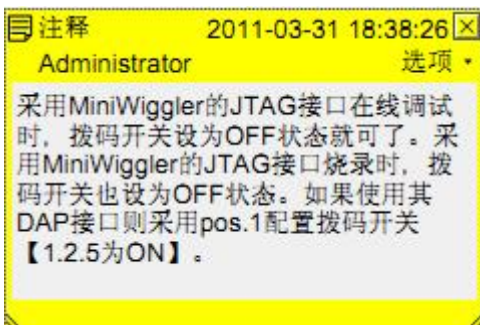 注释 2011-03-31 18:38:26
Administrator 选项
采用MiniWiggler的JTAG接口在线调试
时，拨码开关设为OFF状态就可了。采
用MiniWiggler的JTAG接口烧录时，拨
码开关也设为OFF状态。如果使用其
DAP接口则采用pos.1配置拨码开关
【1.2.5为ON】。